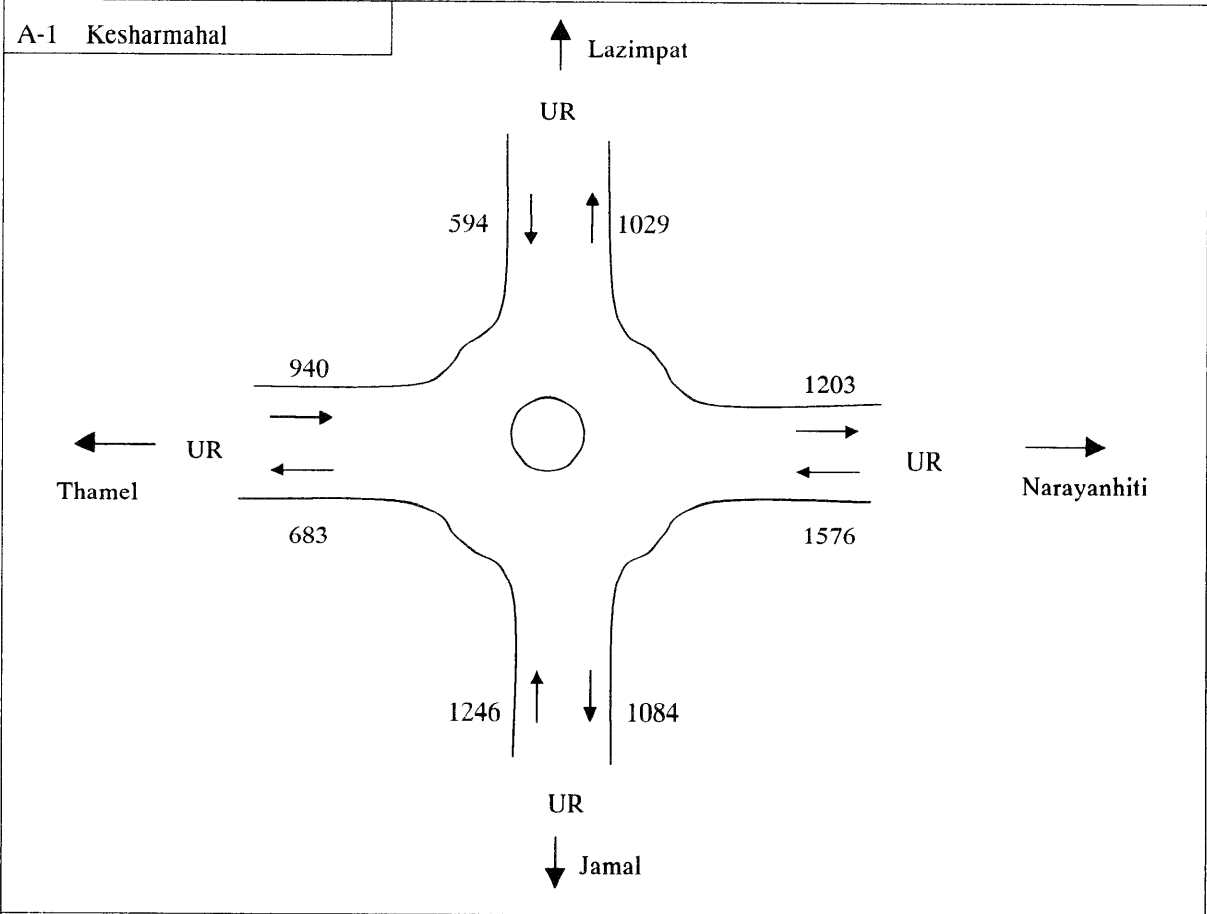 A-1 Kesharmahal
Lazimpat
UR
594
1029
940
1203
UR
UR
Thamel
Narayanhiti
683
1576
1246
1084
UR
Jamal